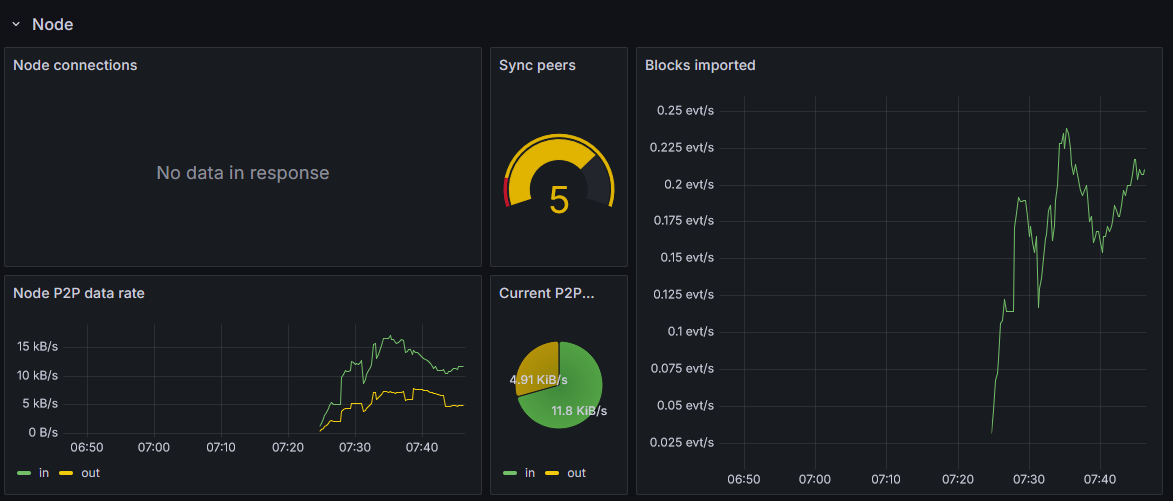 Node
Node connections
No data in response
Sync peers
5
Blocks imported
0.25 evt/s
0.225 evt/s
0.2 evt/s
0.175 evt/s
0.15 evt/s
0.125 evt/s
0.1 evt/s
0.075 evt/s
0.05 evt/s
0.025 evt/s
06:50 07:00 07:10 07:20 07:30 07:40
Node P2P data rate
15 kB/s
10 kB/s
5 kB/s
0 B/s
06:50 07:00 07:10 07:20 07:30 07:40
in out
Current P2P...
4.91 KiB/s
11.8 KiB/s
in out